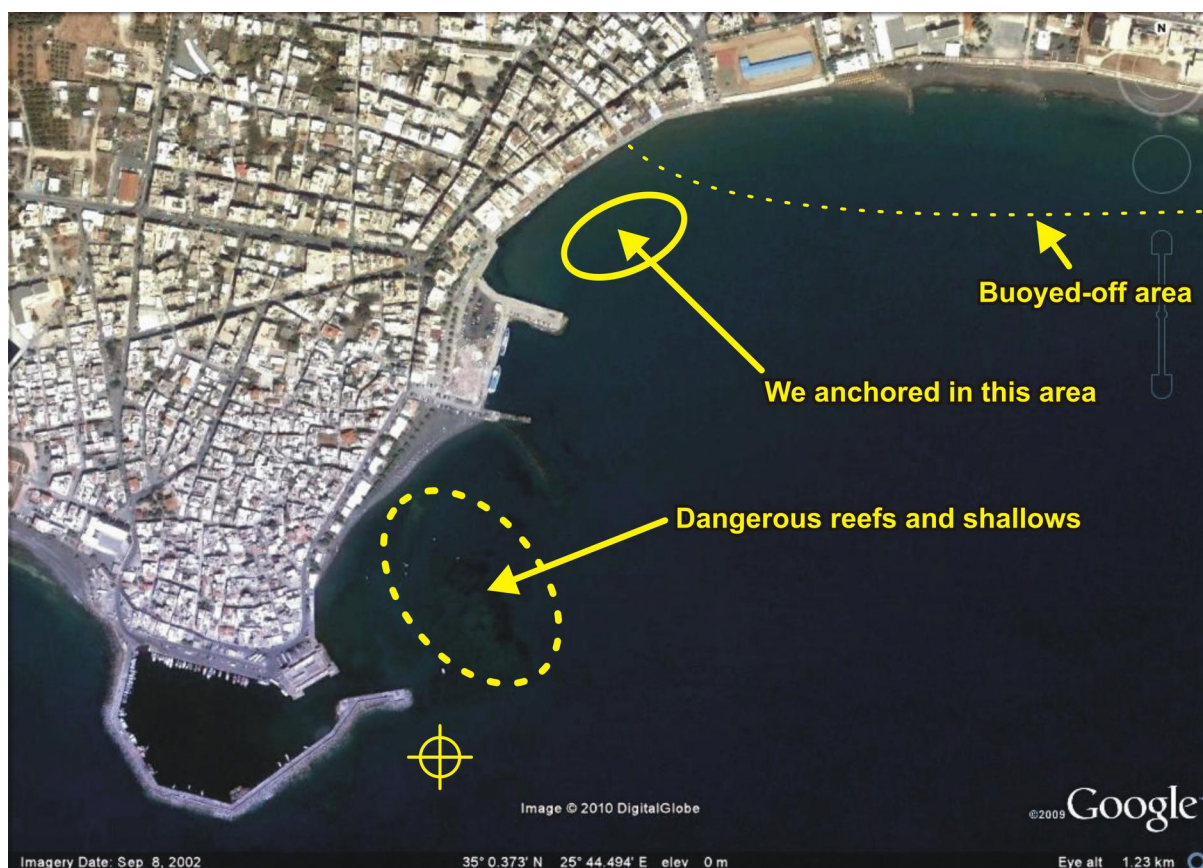 N
Buoyed-off area
We anchored in this area
Dangerous reefs and shallows
Image © 2010 DigitalGlobe
©2009 Google
Imagery Date: Sep 8, 2002
35° 0.373' N 25° 44.494' E elev 0 m
Eye alt 1.23 km